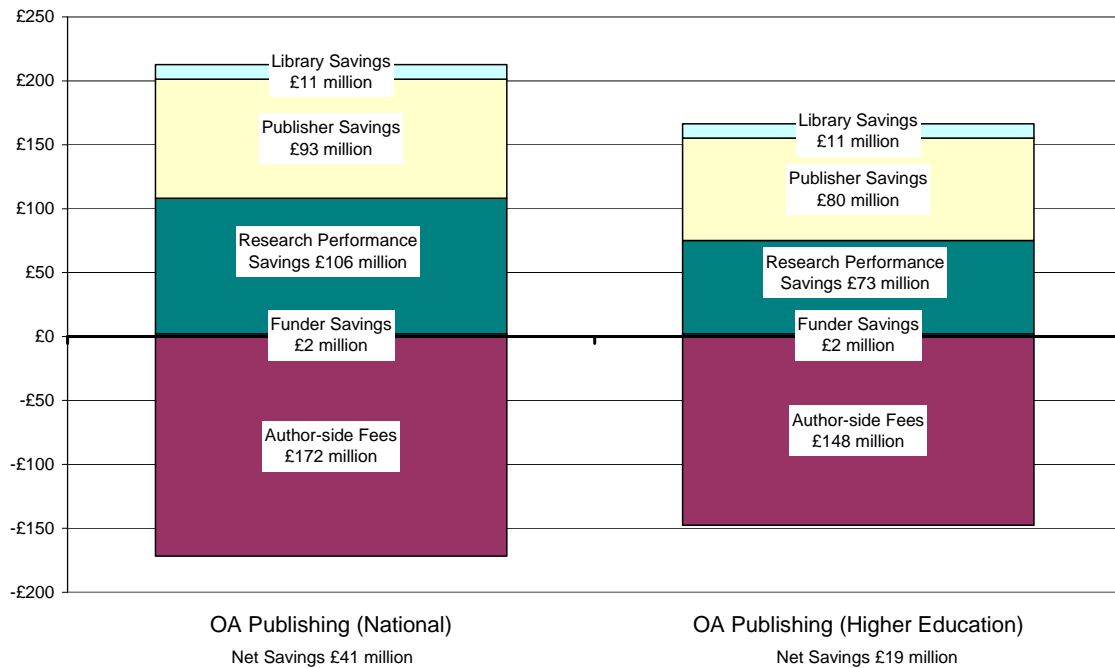 £250
£200
£150
£100
£50
£0
-£50
-£100
-£150
-£200
Library Savings
£11 million
Publisher Savings
£93 million
Research Performance
Savings £106 million
Funder Savings
£2 million
Author-side Fees
£172 million
Library Savings
£11 million
Publisher Savings
£80 million
Research Performance
Savings £73 million
Funder Savings
£2 million
Author-side Fees
£148 million
OA Publishing (National)
Net Savings £41 million
OA Publishing (Higher Education)
Net Savings £19 million